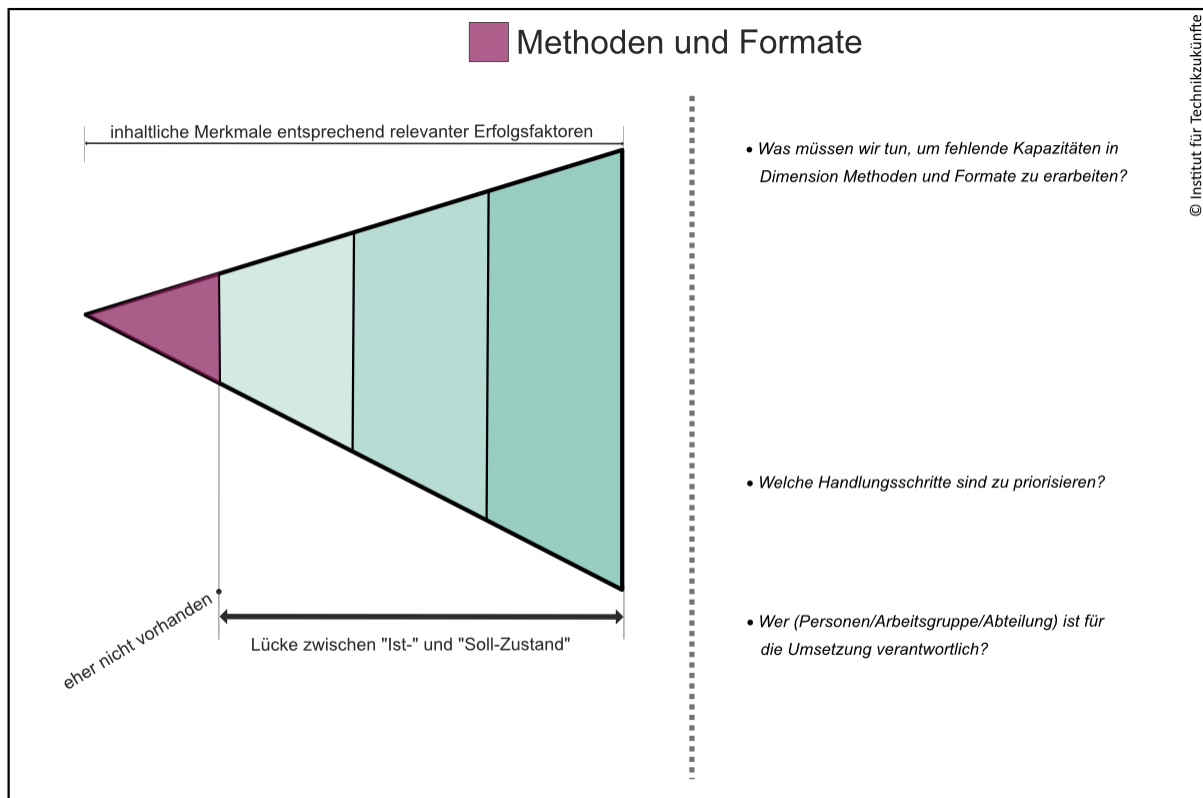 Methoden und Formate
© Institut für Technikzukünfte
inhaltliche Merkmale entsprechend relevanter Erfolgsfaktoren
eher nicht vorhanden
Lücke zwischen "Ist-" und "Soll-Zustand"
• Was müssen wir tun, um fehlende Kapazitäten in
Dimension Methoden und Formate zu erarbeiten?
• Welche Handlungsschritte sind zu priorisieren?
• Wer (Personen/Arbeitsgruppe/Abteilung) ist für
die Umsetzung verantwortlich?